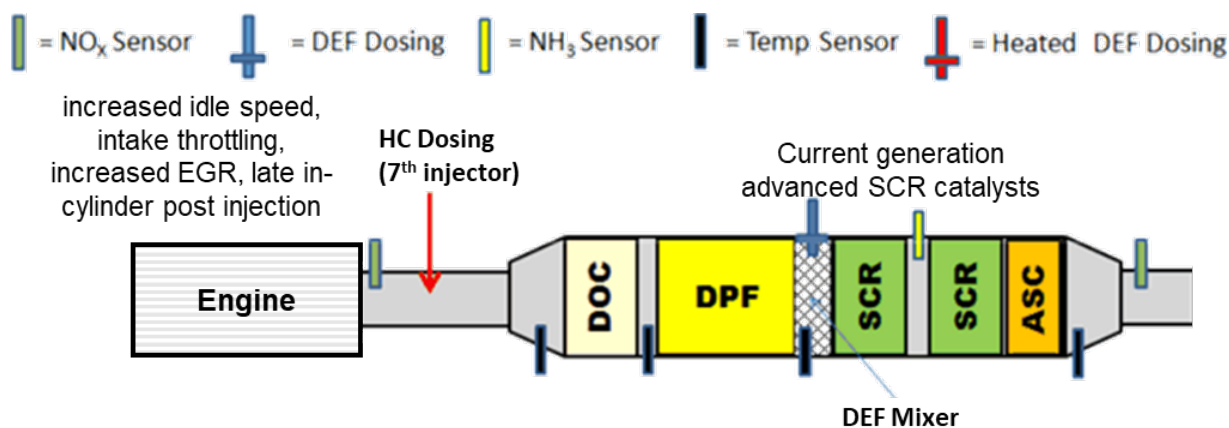 = NOX Sensor = DEF Dosing = NH3 Sensor = Temp Sensor = Heated DEF Dosing
increased idle speed,
intake throttling,
increased EGR, late in-
cylinder post injection
HC Dosing
(7th injector)
Current generation
advanced SCR catalysts
Engine
DOC
DPF
SCR
SCR
ASC
DEF Mixer